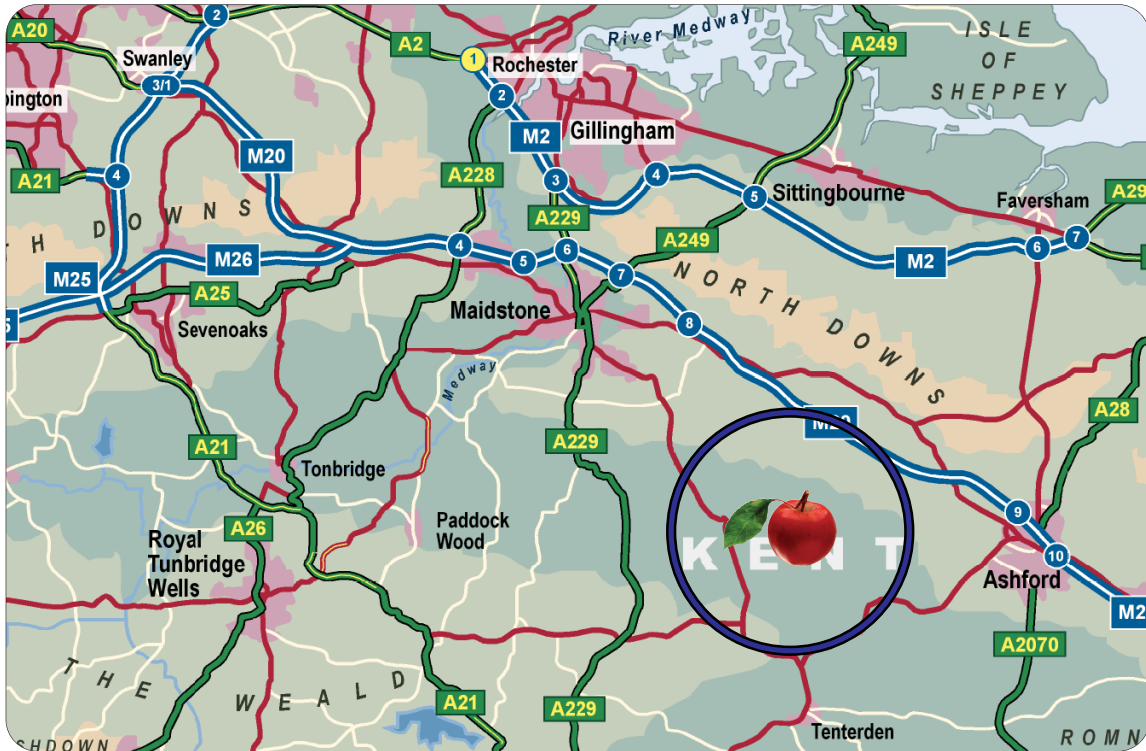 2
A20
Swanley
A2
1
Rochester
River Medway
A249
ISLE
OF
SHEPPEY
3/1
pington
2
M20
M2
Gillingham
A21
4
A228
3
4
Sittingbourne
5
A229
Faversham
A29
TH DOWNS
M26
4
5
6
A249
7
M2
6
7
M25
5
A25
Sevenoaks
Maidstone
8
NORTH DOWNS
Medway
A28
A21
M20
A229
Tonbridge
9
A26
Royal
Tunbridge
Wells
Paddock
Wood
KENT
10
Ashford
M2
A2070
THE WEALD
A21
A229
Tenterden
SHDOWN
ROMN